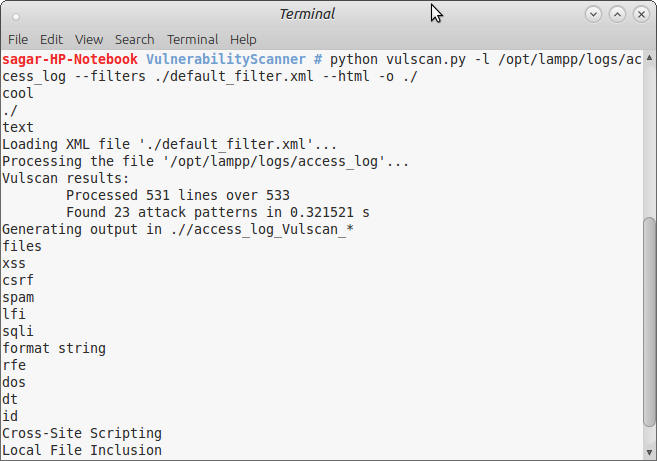 Terminal
File Edit View Search Terminal Help
sagar-HP-Notebook VulnerabilityScanner # python vulscan.py -l /opt/lampp/logs/ac
cess_log --filters ./default_filter.xml --html -o ./
cool
./
text
Loading XML file './default_filter.xml'...
Processing the file '/opt/lampp/logs/access_log'...
Vulscan results:
        Processed 531 lines over 533
        Found 23 attack patterns in 0.321521 s
Generating output in .//access_log_Vulscan_*
files
xss
csrf
spam
lfi
sqli
format string
rfe
dos
dt
id
Cross-Site Scripting
Local File Inclusion